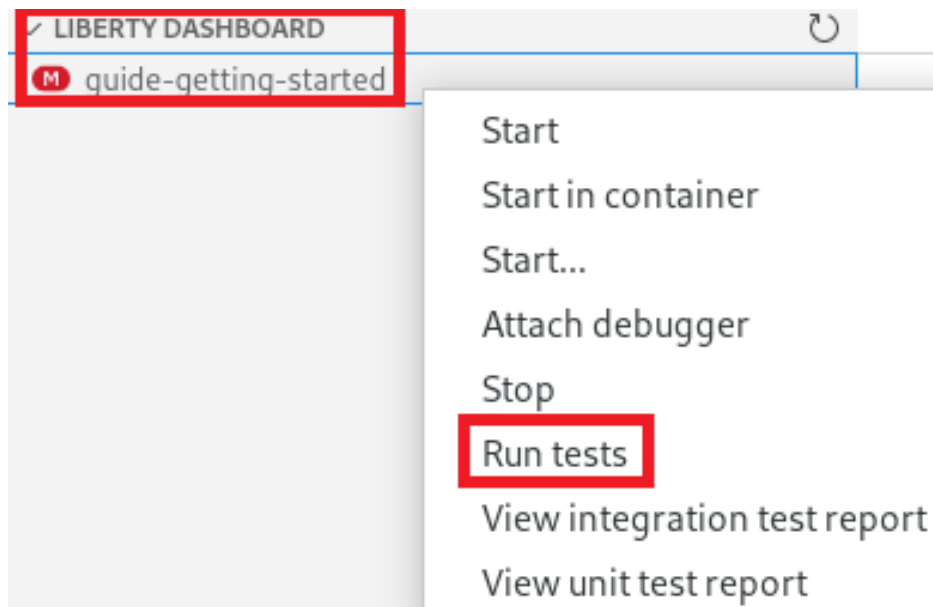 LIBERTY DASHBOARD
M guide-getting-started
Start
Start in container
Start...
Attach debugger
Stop
Run tests
View integration test report
View unit test report